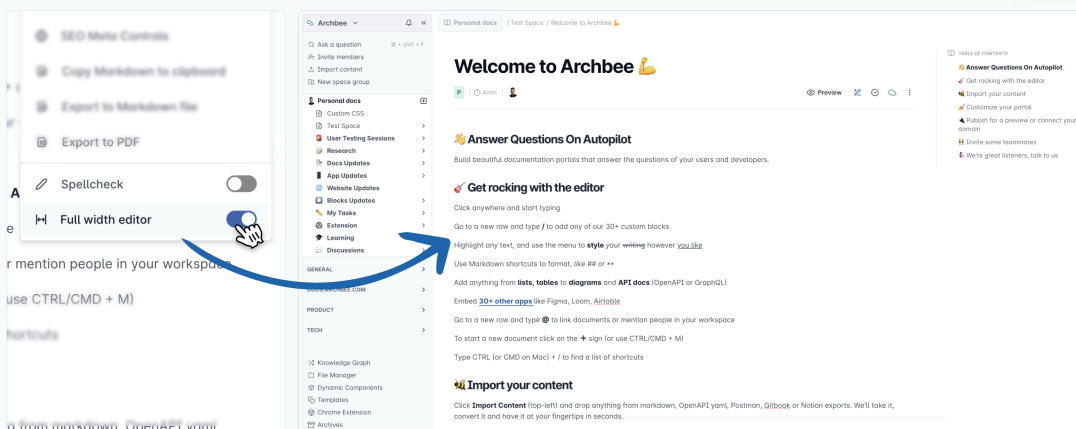 SEO Meta Controls
Copy Markdown to clipboard
Export to Markdown file
Export to PDF
Spellcheck
Full width editor
A
e
r mention people in your workspace
use CTRL/CMD + M)
hortcuts
g from markdown, OpenAPI yaml
Archbee
Ask a question ⌘ + shift + F
Invite members
Import content
New space group
Personal docs
Custom CSS
Test Space
User Testing Sessions
Research
Docs Updates
App Updates
Website Updates
Blocks Updates
My Tasks
Extension
Learning
Discussions
GENERAL
DOCS.ARCHBEE.COM
PRODUCT
TECH
Knowledge Graph
File Manager
Dynamic Components
Templates
Chrome Extension
Archives
Personal docs / Test Space / Welcome to Archbee 💪
Welcome to Archbee 💪
P 4min
Preview
👋 Answer Questions On Autopilot
Build beautiful documentation portals that answer the questions of your users and developers.
🎸 Get rocking with the editor
Click anywhere and start typing
Go to a new row and type / to add any of our 30+ custom blocks
Highlight any text, and use the menu to style your writing however you like
Use Markdown shortcuts to format, like ## or **
Add anything from lists, tables to diagrams and API docs (OpenAPI or GraphQL)
Embed 30+ other apps like Figma, Loom, Airtable
Go to a new row and type @ to link documents or mention people in your workspace
To start a new document click on the + sign (or use CTRL/CMD + M)
Type CTRL (or CMD on Mac) + / to find a list of shortcuts
🐝 Import your content
Click Import Content (top-left) and drop anything from markdown, OpenAPI yaml, Postman, Gitbook or Notion exports. We'll take it,
convert it and have it at your fingertips in seconds.
TABLE OF CONTENTS
👋 Answer Questions On Autopilot
🎸 Get rocking with the editor
🐝 Import your content
💅 Customize your portal
🔌 Publish for a preview or connect your
domain
👯 Invite some teammates
💃 We're great listeners, talk to us